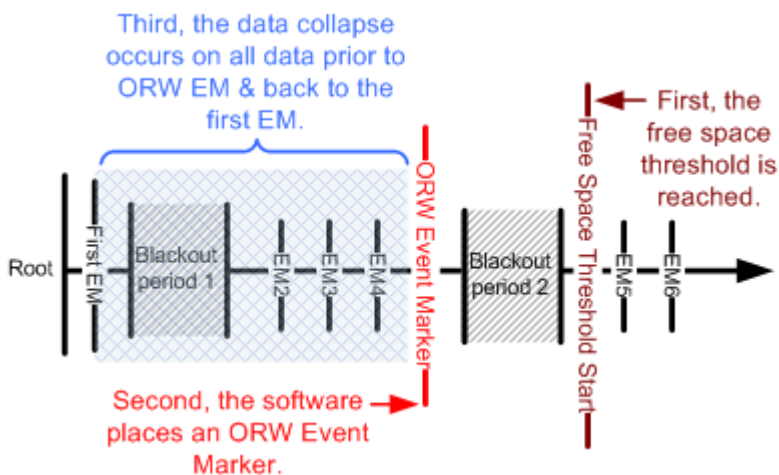 Third, the data collapse
occurs on all data prior to
ORW EM & back to the
first EM.
First, the
free space
threshold is
reached.
Root
First EM
Blackout
period 1
EM2
EM3
EM4
ORW Event Marker
Blackout
period 2
Free Space Threshold Start
EM5
EM6
Second, the software
places an ORW Event
Marker.